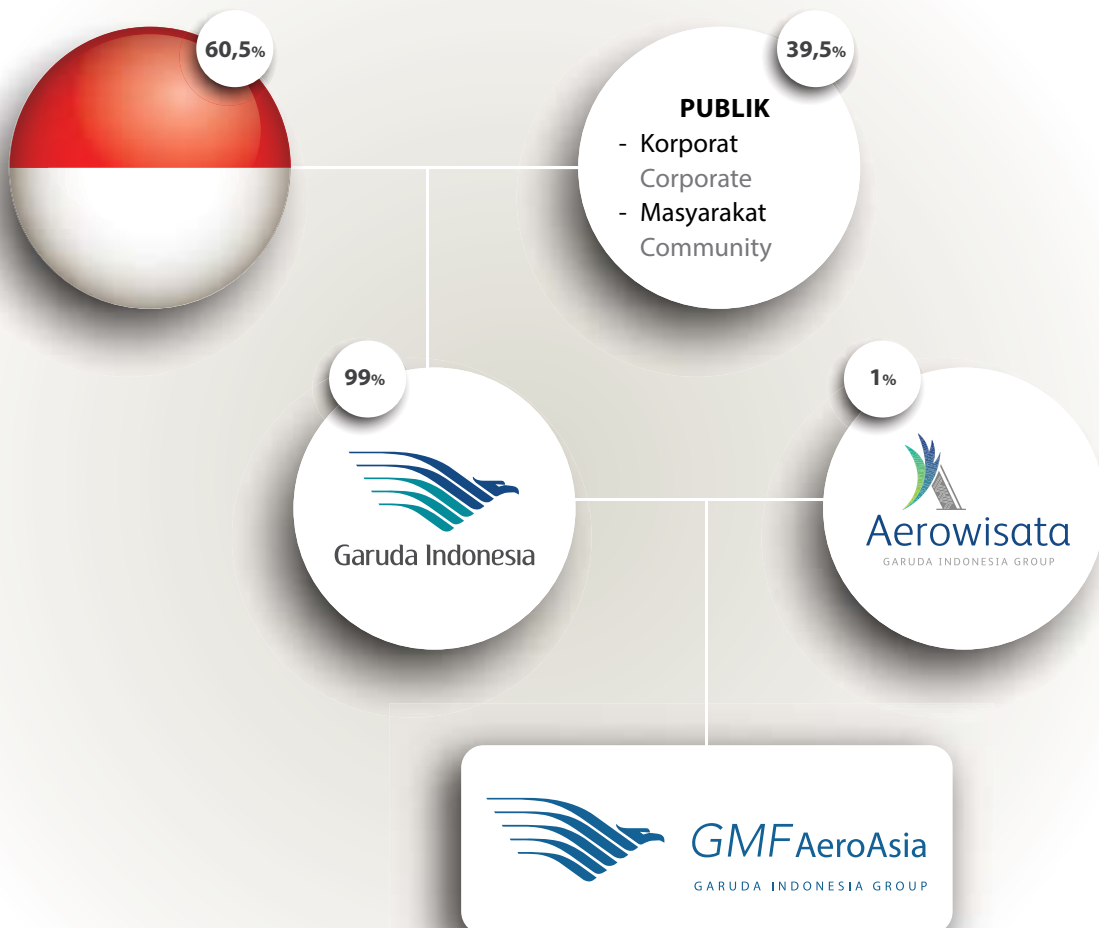 60,5%
39,5%
PUBLIK
- Korporat
Corporate
- Masyarakat
Community
99%
1%
Garuda Indonesia
Aerowisata
GARUDA INDONESIA GROUP
GMF AeroAsia
GARUDA INDONESIA GROUP